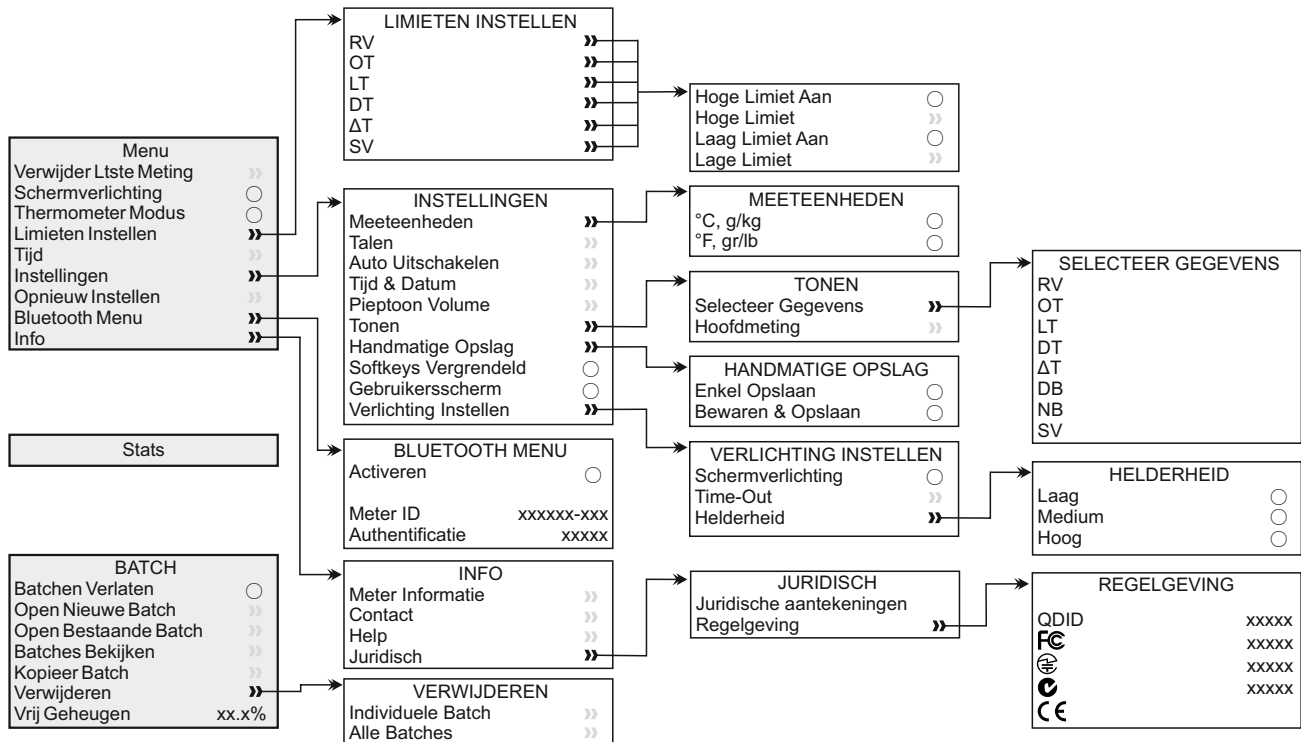 Menu
Verwijder Ltste Meting »
Schermverlichting
Thermometer Modus
Limieten Instellen »
Tijd »
Instellingen »
Opnieuw Instellen »
Bluetooth Menu »
Info »
Stats
BATCH
Batchen Verlaten
Open Nieuwe Batch »
Open Bestaande Batch »
Batches Bekijken »
Kopieer Batch »
Verwijderen »
Vrij Geheugen xx.x%
LIMIETEN INSTELLEN
RV »
OT »
LT »
DT »
ΔT »
SV »
INSTELLINGEN
Meeteenheden »
Talen »
Auto Uitschakelen »
Tijd & Datum »
Pieptoon Volume »
Tonen »
Handmatige Opslag »
Softkeys Vergrendeld
Gebruikersscherm
Verlichting Instellen »
BLUETOOTH MENU
Activeren
Meter ID xxxxxx-xxx
Authentificatie xxxxx
INFO
Meter Informatie »
Contact »
Help »
Juridisch »
VERWIJDEREN
Individuele Batch »
Alle Batches »
Hoge Limiet Aan
Hoge Limiet »
Laag Limiet Aan
Lage Limiet »
MEETEENHEDEN
°C, g/kg
°F, gr/lb
TONEN
Selecteer Gegevens »
Hoofdmeting »
HANDMATIGE OPSLAG
Enkel Opslaan
Bewaren & Opslaan
VERLICHTING INSTELLEN
Schermverlichting
Time-Out »
Helderheid »
JURIDISCH
Juridische aantekeningen
Regelgeving »
SELECTEER GEGEVENS
RV
OT
LT
DT
ΔT
DB
NB
SV
HELDERHEID
Laag
Medium
Hoog
REGELGEVING
QDID xxxxx
FC xxxxx
xxxxx
xxxxx
CE